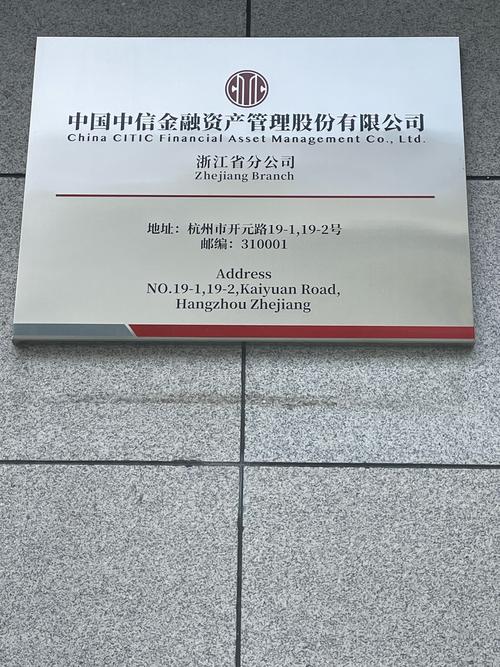 CITIC
中国中信金融资产管理股份有限公司
China CITIC Financial Asset Management Co., Ltd.
浙江省分公司
Zhejiang Branch
地址：杭州市开元路19-1,19-2号
邮编：310001
Address
NO.19-1,19-2,Kaiyuan Road,
Hangzhou Zhejiang